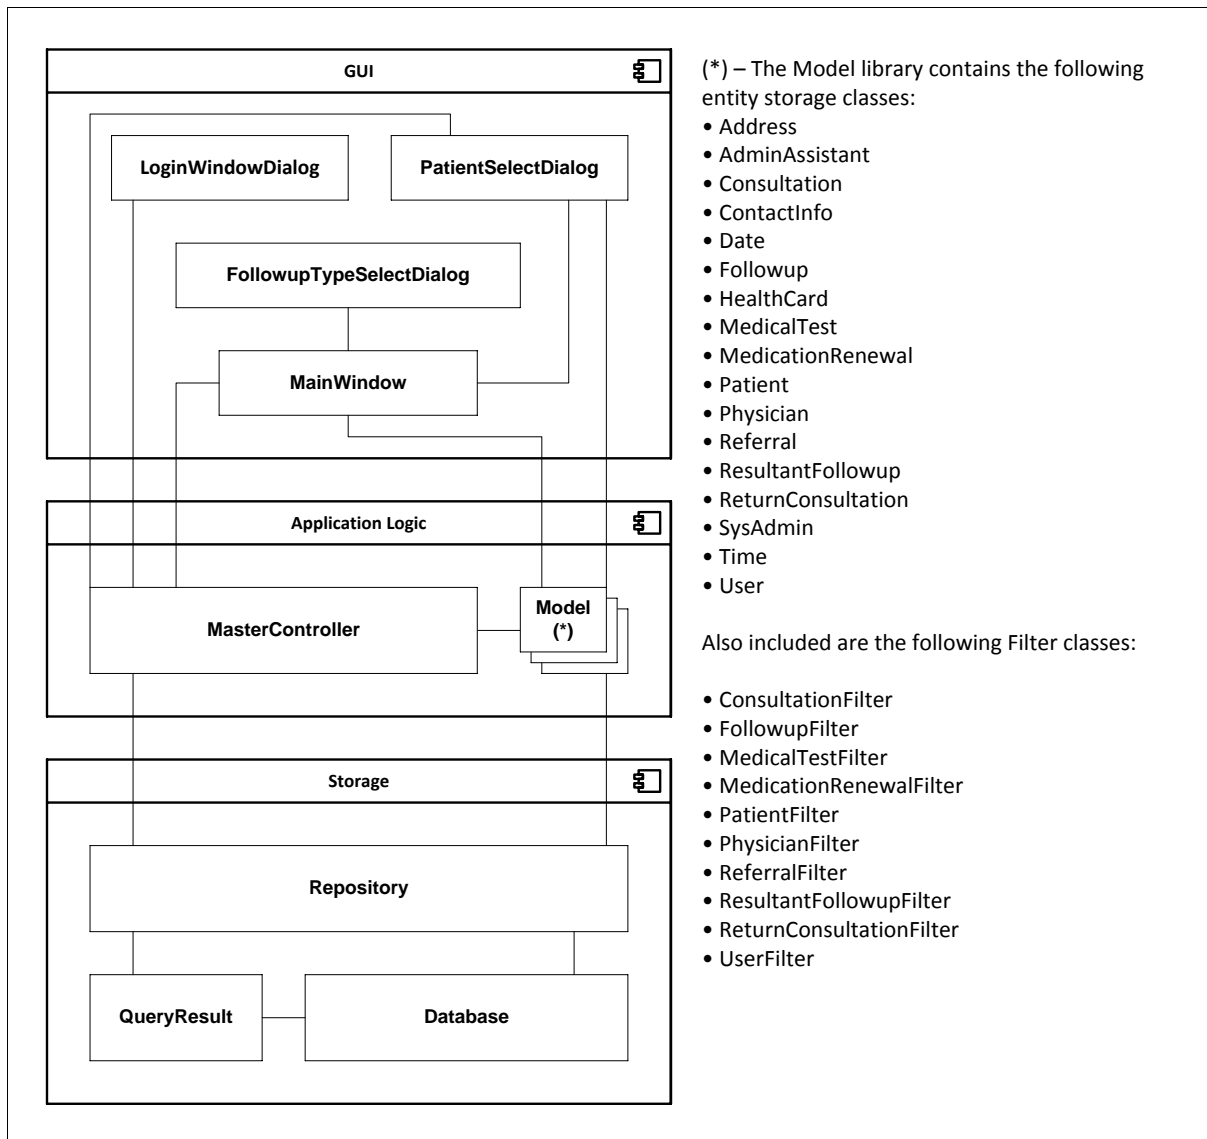 GUI
LoginWindowDialog
PatientSelectDialog
FollowupTypeSelectDialog
MainWindow
Application Logic
MasterController
Model
(*)
Storage
Repository
QueryResult
Database
(*) – The Model library contains the following
entity storage classes:
• Address
• AdminAssistant
• Consultation
• ContactInfo
• Date
• Followup
• HealthCard
• MedicalTest
• MedicationRenewal
• Patient
• Physician
• Referral
• ResultantFollowup
• ReturnConsultation
• SysAdmin
• Time
• User
Also included are the following Filter classes:
• ConsultationFilter
• FollowupFilter
• MedicalTestFilter
• MedicationRenewalFilter
• PatientFilter
• PhysicianFilter
• ReferralFilter
• ResultantFollowupFilter
• ReturnConsultationFilter
• UserFilter